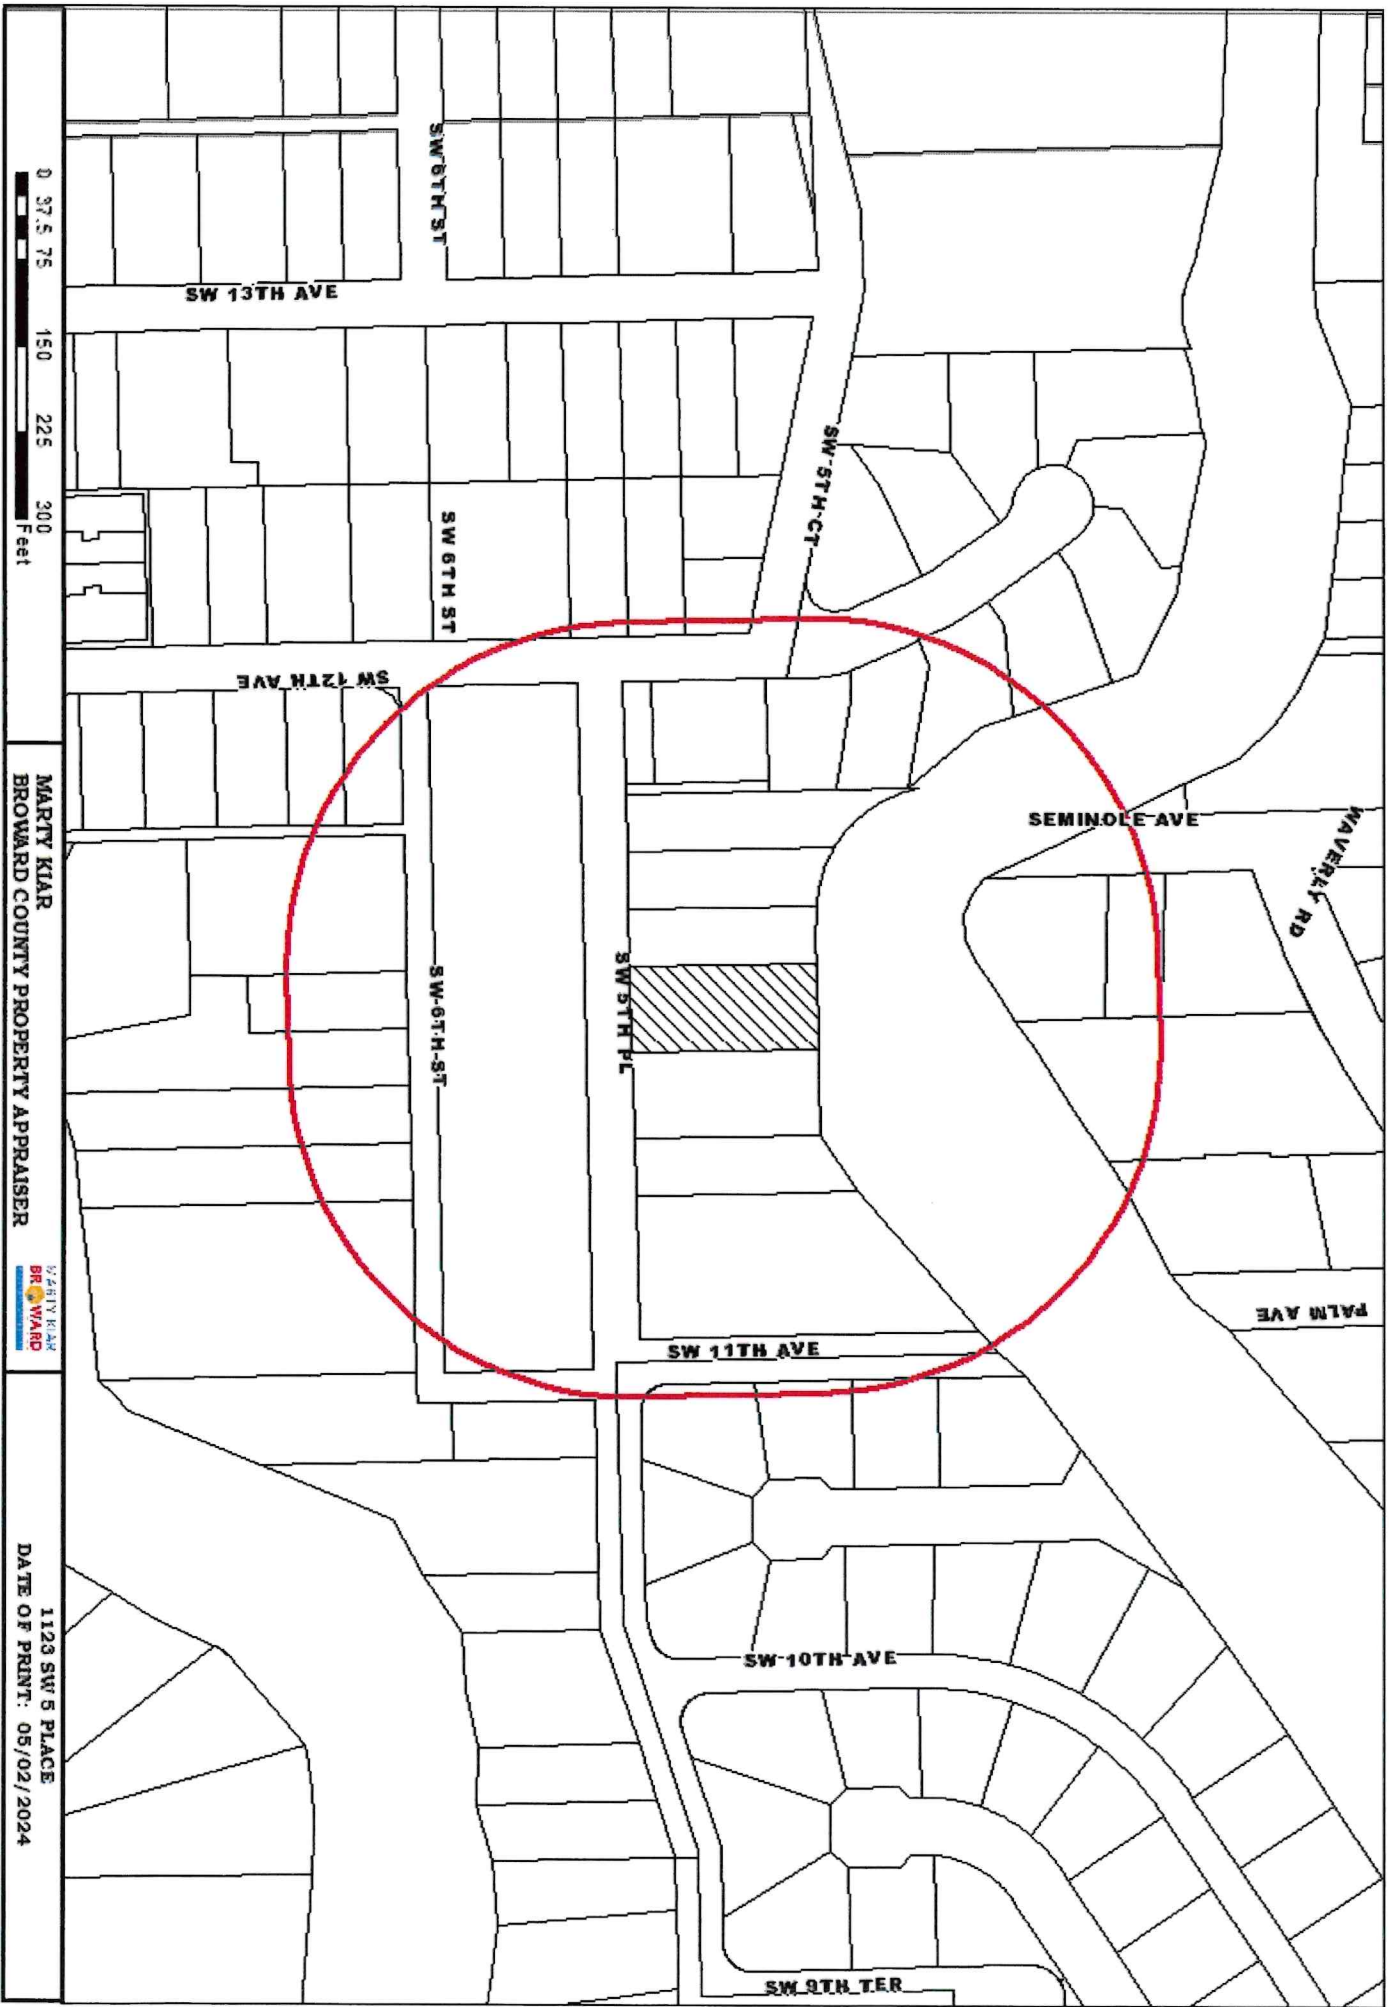 SW 6TH ST
SW 13TH AVE
SW 5TH CT
SW 6TH ST
SW 12TH AVE
SEMINOLE AVE
WAVERLY RD
SW 5TH PL
SW 6TH ST
PALM AVE
SW 11TH AVE
SW 10TH AVE
SW 9TH TER
0 37.5 75 150 225 300
Feet
MARTY KIAR
BROWARD COUNTY PROPERTY APPRAISER
MARTY KIAR
BROWARD
1123 SW 5 PLACE
DATE OF PRINT: 05/02/2024